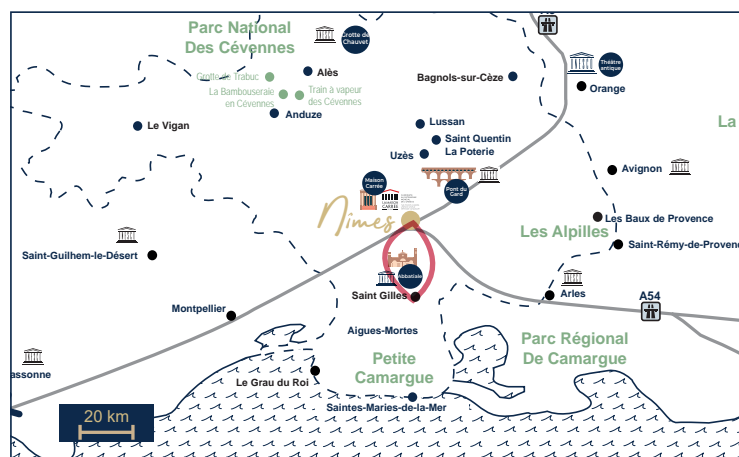 Parc National
Des Cévennes
Grotte de
Chauvet
Alès
Grotte de Trabuc
La Bambouseraie
en Cévennes
Train à vapeur
des Cévennes
Anduze
Le Vigan
Bagnols-sur-Cèze
Théâtre
antique
Orange
La
Lussan
Saint Quentin
La Poterie
Uzès
Maison
Carrée
Pont du
Gard
Avignon
Nîmes
Les Baux de Provence
Les Alpilles
Saint-Rémy-de-Provenc
Saint-Guilhem-le-Désert
Abbatiale
Saint Gilles
Arles
A54
Montpellier
Aigues-Mortes
Parc Régional
De Camargue
Petite
Camargue
assonne
Le Grau du Roi
Saintes-Maries-de-la-Mer
20 km